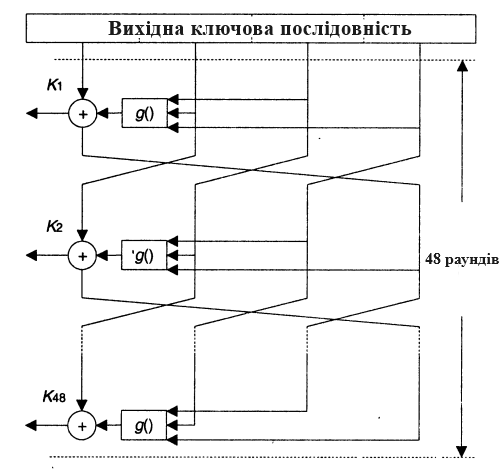 Вихідна ключова послідовність
K1
+
g()
K2
+
'g()
48 раундів
K48
+
g()